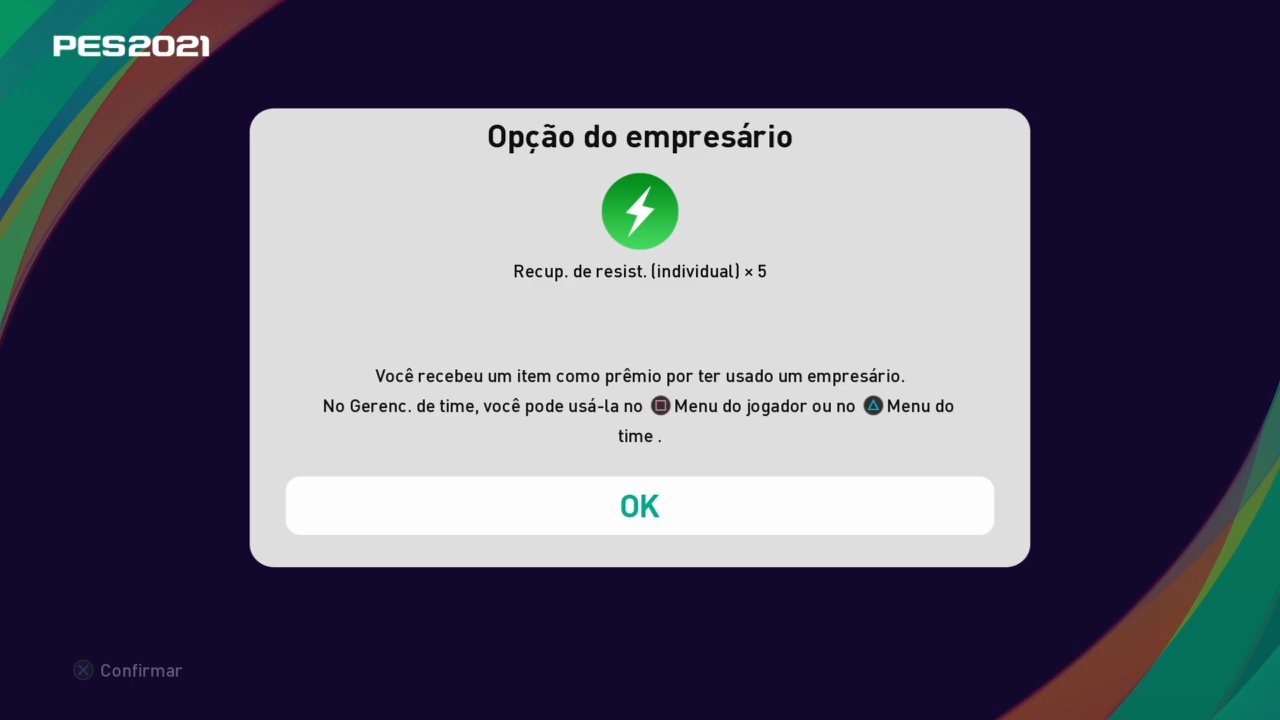 PES2021
Opção do empresário
Recup. de resist. (individual) × 5
Você recebeu um item como prêmio por ter usado um empresário.
No Gerenc. de time, você pode usá-la no Menu do jogador ou no Menu do
time .
OK
Confirmar